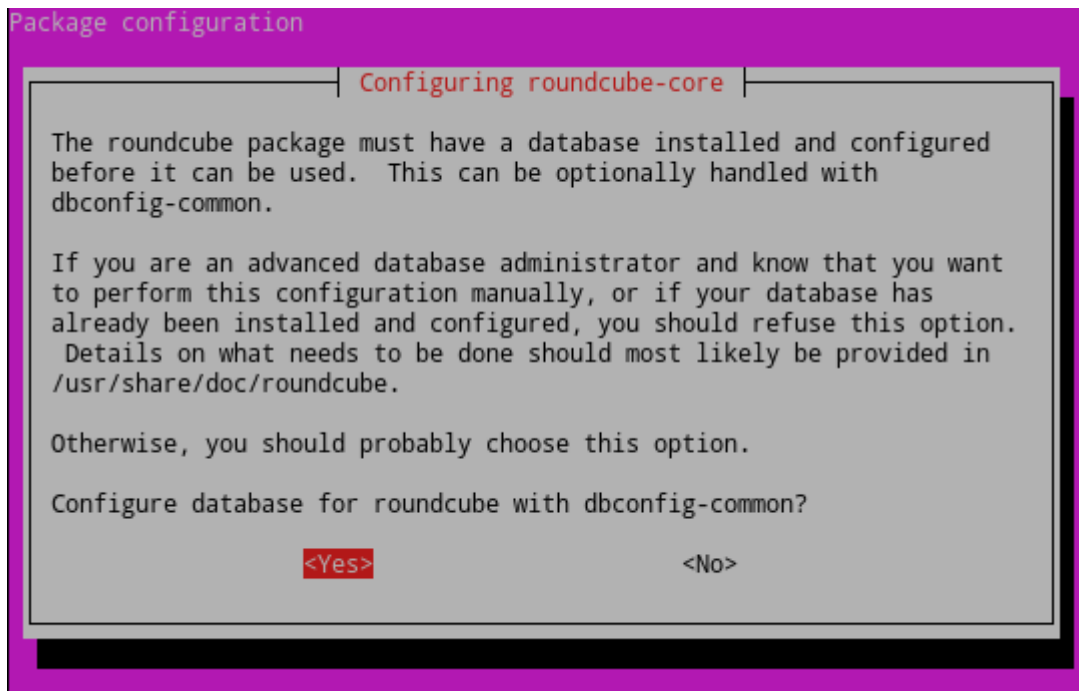 Package configuration
Configuring roundcube-core
The roundcube package must have a database installed and configured
before it can be used.  This can be optionally handled with
dbconfig-common.
If you are an advanced database administrator and know that you want
to perform this configuration manually, or if your database has
already been installed and configured, you should refuse this option.
 Details on what needs to be done should most likely be provided in
/usr/share/doc/roundcube.
Otherwise, you should probably choose this option.
Configure database for roundcube with dbconfig-common?
<Yes> <No>